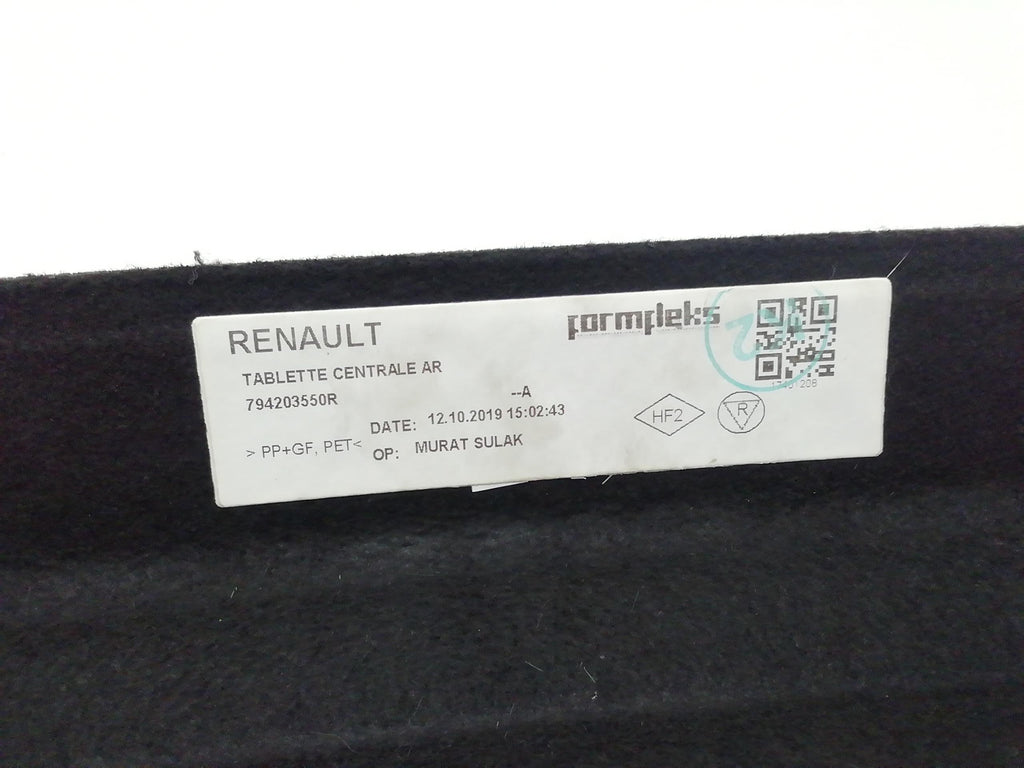 RENAULT
formfleks
TABLETTE CENTRALE AR
794203550R
--A
DATE: 12.10.2019 15:02:43
> PP+GF, PET<
OP: MURAT SULAK
HF2
R